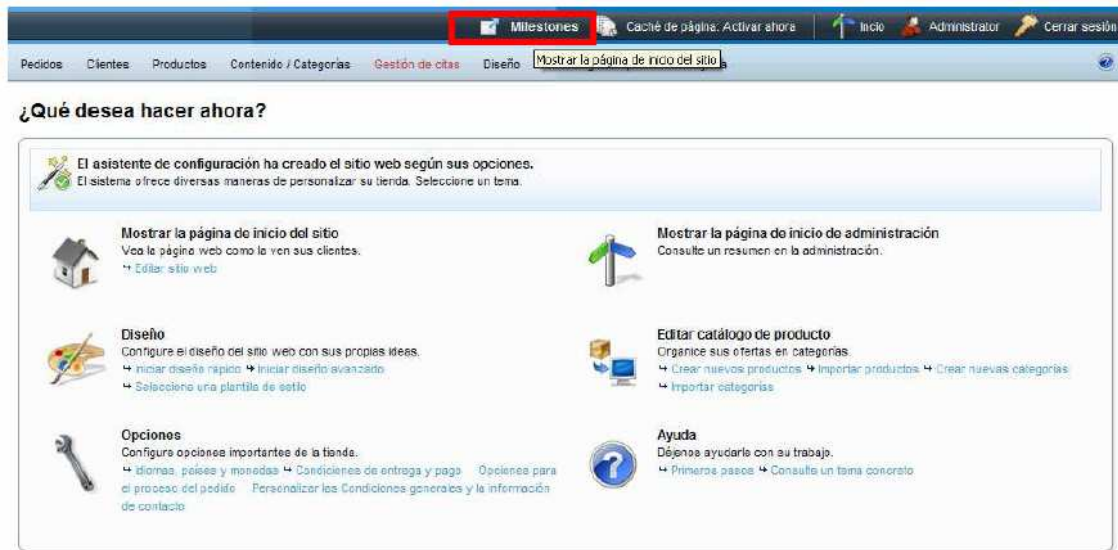 Milestones Caché de página: Activar ahora Inicio Administrator Cerrar sesión
Pedidos Clientes Productos Contenido / Categorías Gestión de citas Diseño
Mostrar la página de inicio del sitio
¿Qué desea hacer ahora?
El asistente de configuración ha creado el sitio web según sus opciones.
El sistema ofrece diversas maneras de personalizar su tienda. Seleccione un tema.
Mostrar la página de inicio del sitio
Vea la página web como la ven sus clientes.
Editar sitio web
Mostrar la página de inicio de administración
Consulte un resumen en la administración.
Diseño
Configure el diseño del sitio web con sus propias ideas.
Iniciar diseño rápido Iniciar diseño avanzado
Seleccione una plantilla de estilo
Editar catálogo de producto
Organice sus ofertas en categorías.
Crear nuevos productos Importar productos Crear nuevas categorías
Importar categorías
Opciones
Configure opciones importantes de la tienda.
Idiomas, países y monedas Condiciones de entrega y pago Opciones para
el proceso del pedido Personalizar las Condiciones generales y la información
de contacto
Ayuda
Déjenos ayudarle con su trabajo.
Primeros pasos Consulte un tema concreto